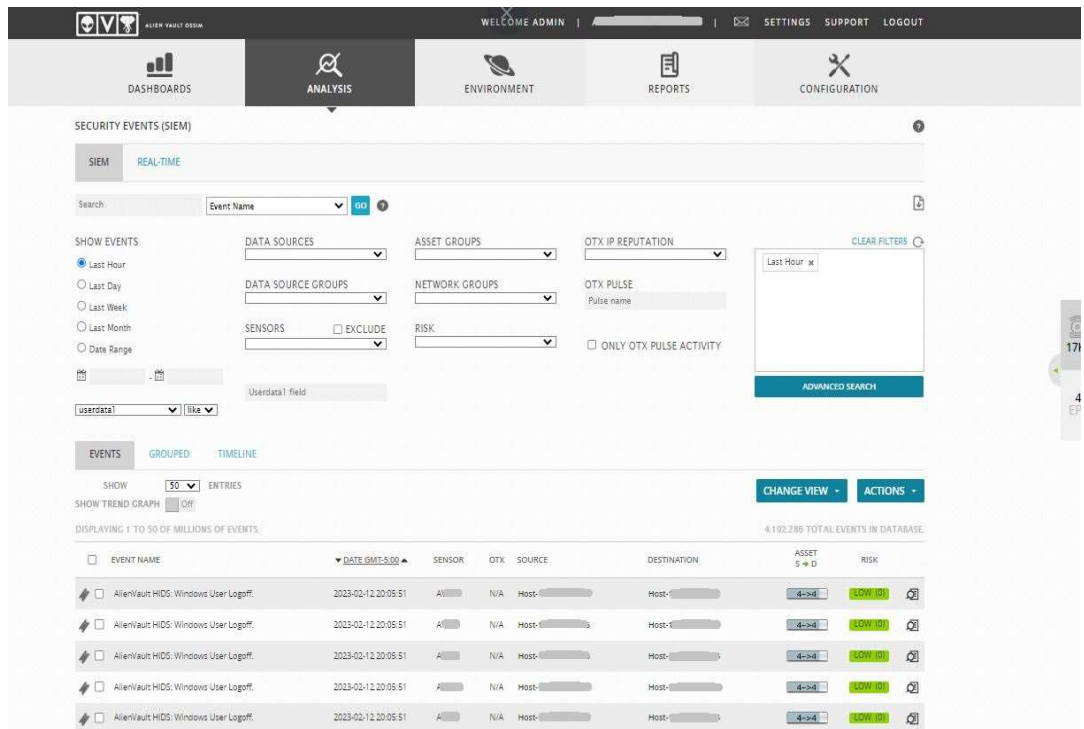 ALIEN VAULT OSSIM
WELCOME ADMIN | | SETTINGS SUPPORT LOGOUT
DASHBOARDS ANALYSIS ENVIRONMENT REPORTS CONFIGURATION
SECURITY EVENTS (SIEM)
SIEM REAL-TIME
Search Event Name GO
SHOW EVENTS DATA SOURCES ASSET GROUPS OTX IP REPUTATION CLEAR FILTERS
Last Hour Last Hour x
Last Day DATA SOURCE GROUPS NETWORK GROUPS OTX PULSE
Pulse name
Last Week
Last Month SENSORS EXCLUDE RISK
Date Range ONLY OTX PULSE ACTIVITY
17
4
EP
- Userdata1 field ADVANCED SEARCH
userdata1 like
EVENTS GROUPED TIMELINE
SHOW 50 ENTRIES CHANGE VIEW ACTIONS
SHOW TREND GRAPH Off
DISPLAYING 1 TO 50 OF MILLIONS OF EVENTS. 4.192.286 TOTAL EVENTS IN DATABASE.
EVENT NAME DATE GMT-5:00 SENSOR OTX SOURCE DESTINATION ASSET S D RISK
AlienVault HIDS: Windows User Logoff. 2023-02-12 20:05:51 N/A Host- Host- 4->4 LOW (0)
AlienVault HIDS: Windows User Logoff. 2023-02-12 20:05:51 N/A Host- Host- 4->4 LOW (0)
AlienVault HIDS: Windows User Logoff. 2023-02-12 20:05:51 N/A Host- Host- 4->4 LOW (0)
AlienVault HIDS: Windows User Logoff. 2023-02-12 20:05:51 N/A Host- Host- 4->4 LOW (0)
AlienVault HIDS: Windows User Logoff. 2023-02-12 20:05:51 N/A Host- Host- 4->4 LOW (0)